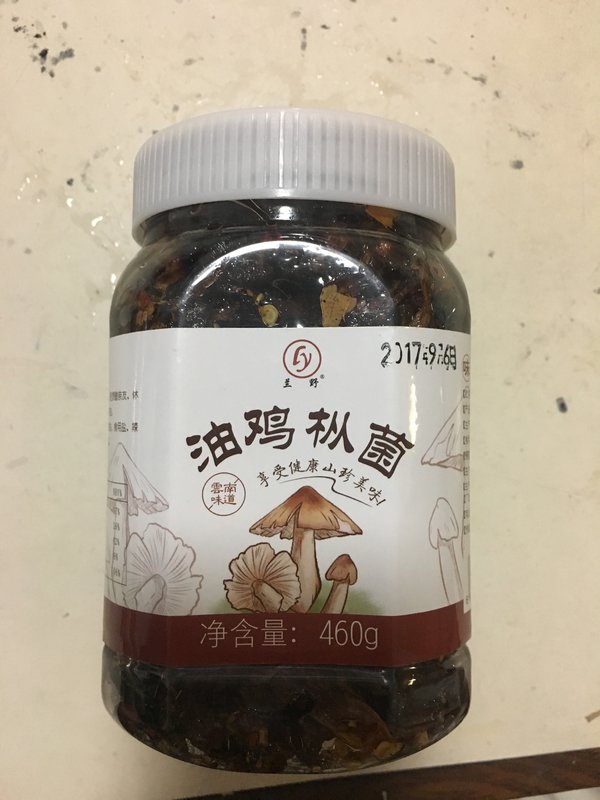 2017年9月6日
兰野®
油鸡枞菌
享受健康山珍美味!
雲南
味道
净含量：460g